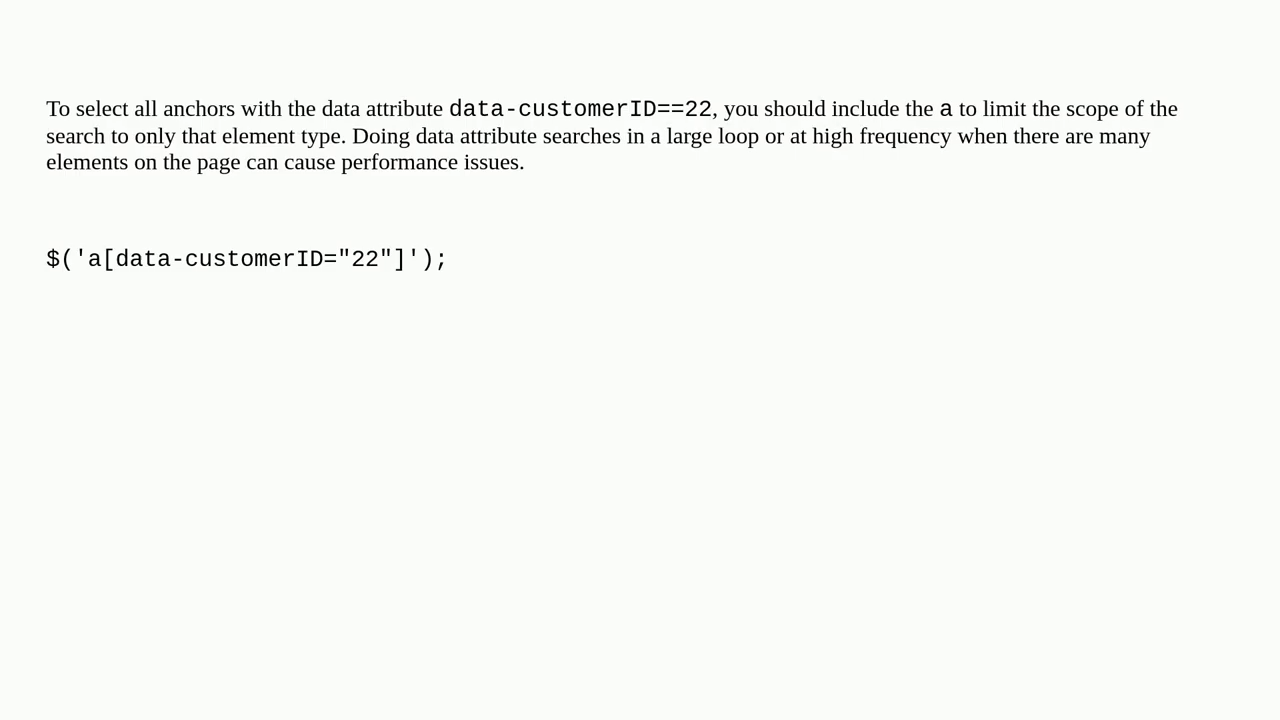 To select all anchors with the data attribute data-customerID==22, you should include the a to limit the scope of the
search to only that element type. Doing data attribute searches in a large loop or at high frequency when there are many
elements on the page can cause performance issues.
$('a[data-customerID="22"]');